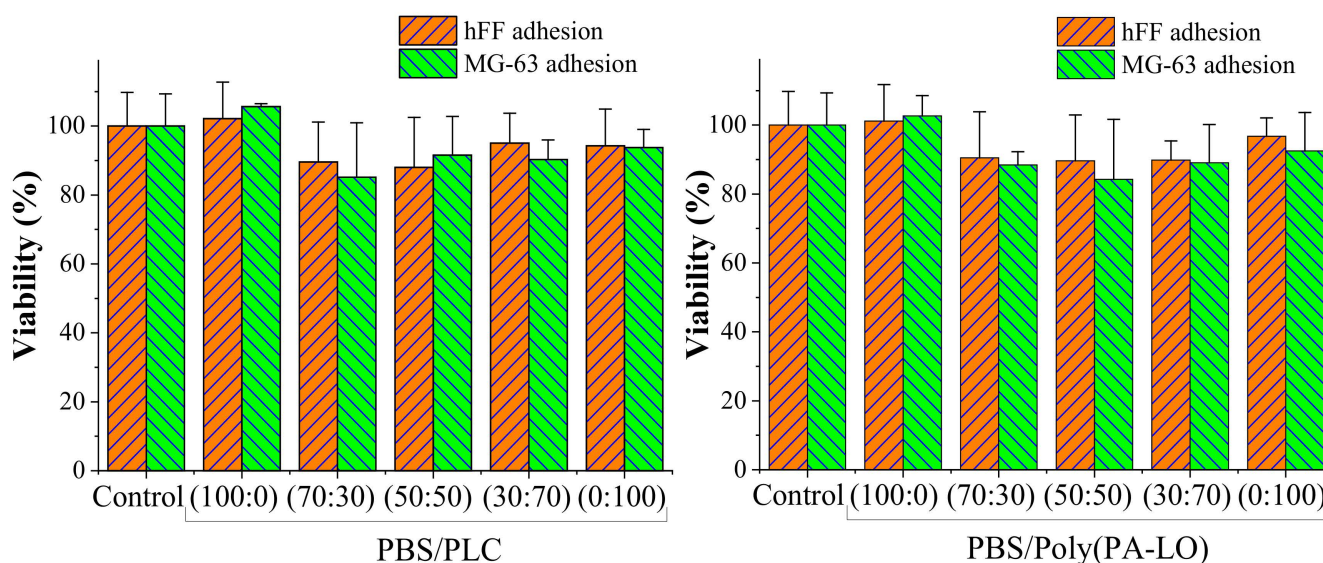 hFF adhesion
MG-63 adhesion
Viability (%)
100
80
60
40
20
0
Control (100:0) (70:30) (50:50) (30:70) (0:100)
PBS/PLC
hFF adhesion
MG-63 adhesion
Viability (%)
100
80
60
40
20
0
Control (100:0) (70:30) (50:50) (30:70) (0:100)
PBS/Poly(PA-LO)